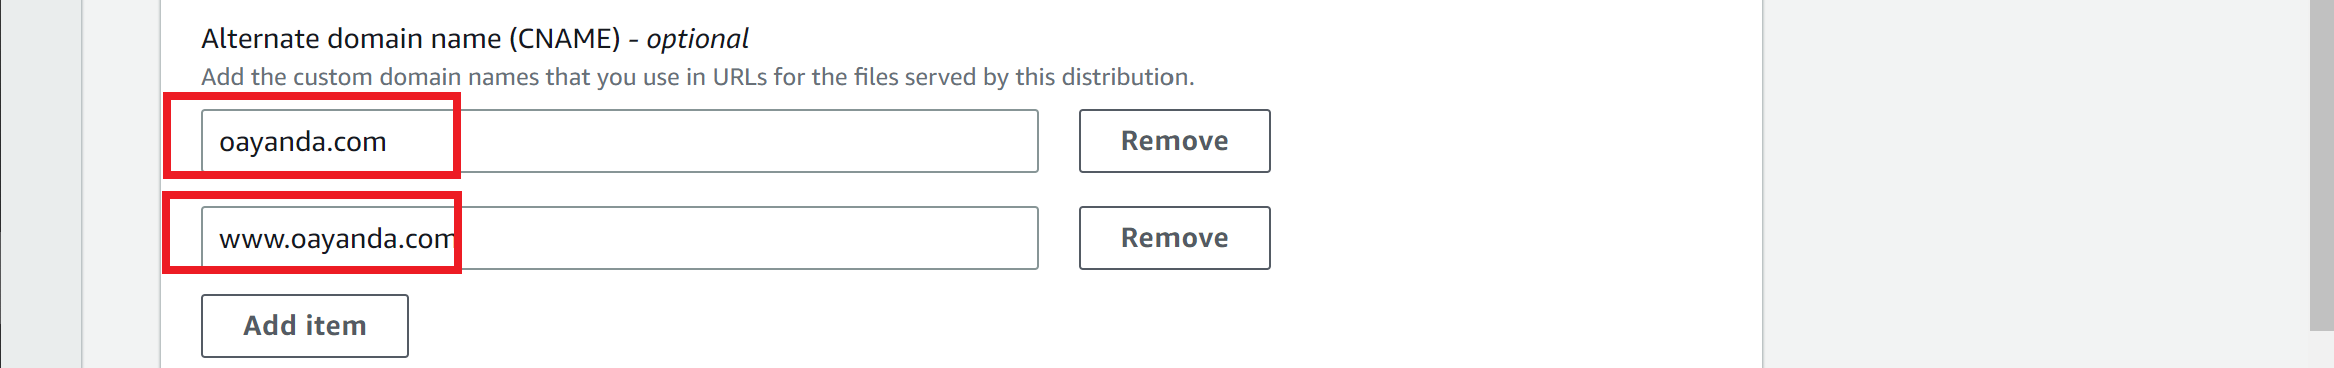 Alternate domain name (CNAME) - optional
Add the custom domain names that you use in URLs for the files served by this distribution.
oayanda.com
Remove
www.oayanda.com
Remove
Add item